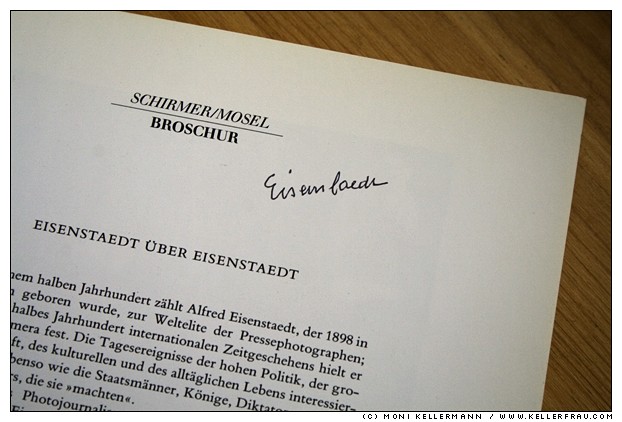 SCHIRMER/MOSEL
BROSCHUR
Eisenstaedt
EISENSTAEDT ÜBER EISENSTAEDT
nem halben Jahrhundert zählt Alfred Eisenstaedt, der 1898 in
geboren wurde, zur Weltelite der Pressephotographen;
halbes Jahrhundert internationalen Zeitgeschehens hielt er
mera fest. Die Tagesereignisse der hohen Politik, der gro-
ft, des kulturellen und des alltäglichen Lebens interessier-
benso wie die Staatsmänner, Könige, Diktato
s, die sie »machten«.
Photojournali
(C) MONI KELLERMANN / WWW.KELLERFRAU.COM